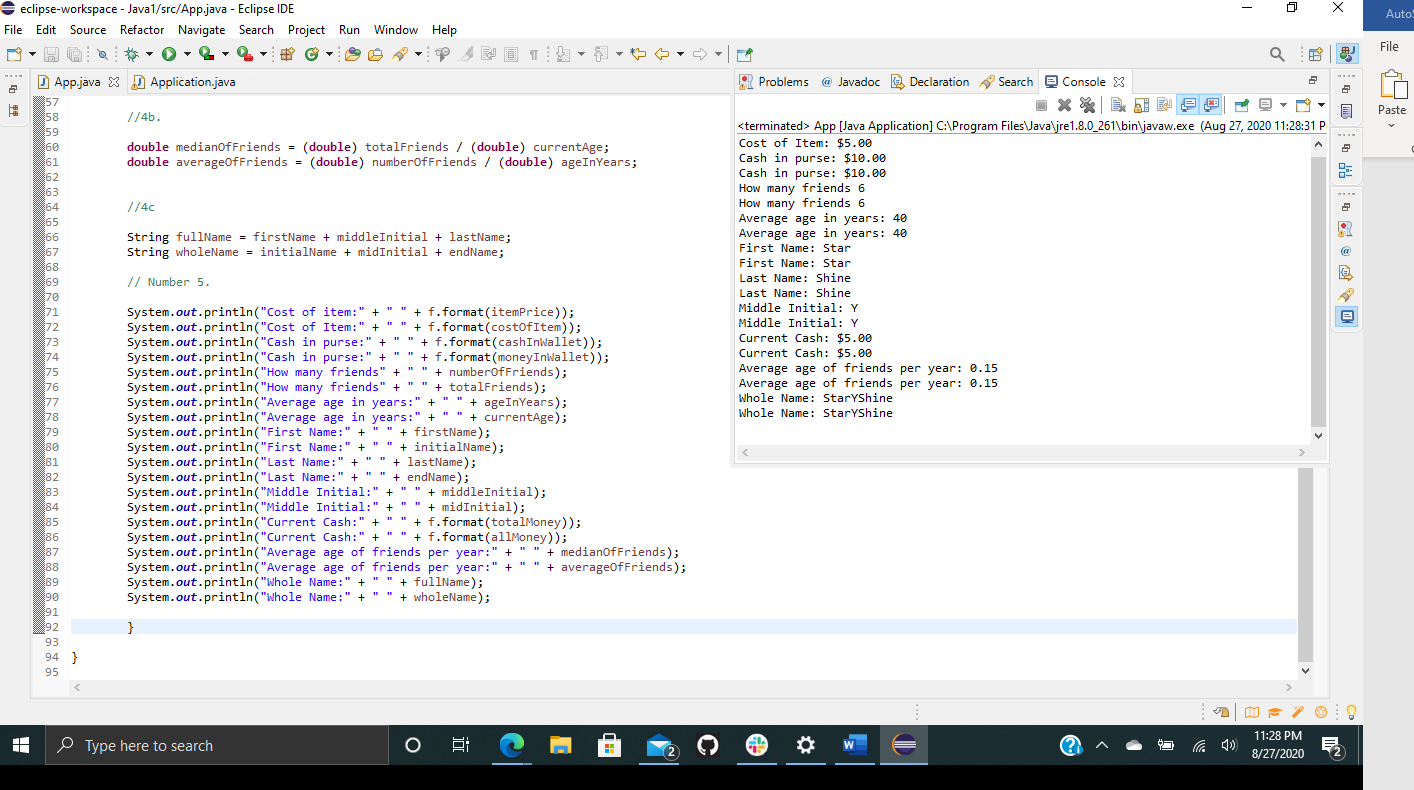 eclipse-workspace - Java1/src/App.java - Eclipse IDE
File Edit Source Refactor Navigate Search Project Run Window Help
App.java
Application.java
57
58 //4b.
59
60 double medianOfFriends = (double) totalFriends / (double) currentAge;
61 double averageOfFriends = (double) numberOfFriends / (double) ageInYears;
62
63
64 //4c
65
66 String fullName = firstName + middleInitial + lastName;
67 String wholeName = initialName + midInitial + endName;
68
69 // Number 5.
70
71 System.out.println("Cost of item:" + " " + f.format(itemPrice));
72 System.out.println("Cost of Item:" + " " + f.format(costOfItem));
73 System.out.println("Cash in purse:" + " " + f.format(cashInWallet));
74 System.out.println("Cash in purse:" + " " + f.format(moneyInWallet));
75 System.out.println("How many friends" + " " + numberOfFriends);
76 System.out.println("How many friends" + " " + totalFriends);
77 System.out.println("Average age in years:" + " " + ageInYears);
78 System.out.println("Average age in years:" + " " + currentAge);
79 System.out.println("First Name:" + " " + firstName);
80 System.out.println("First Name:" + " " + initialName);
81 System.out.println("Last Name:" + " " + lastName);
82 System.out.println("Last Name:" + " " + endName);
83 System.out.println("Middle Initial:" + " " + middleInitial);
84 System.out.println("Middle Initial:" + " " + midInitial);
85 System.out.println("Current Cash:" + " " + f.format(totalMoney));
86 System.out.println("Current Cash:" + " " + f.format(allMoney));
87 System.out.println("Average age of friends per year:" + " " + medianOfFriends);
88 System.out.println("Average age of friends per year:" + " " + averageOfFriends);
89 System.out.println("Whole Name:" + " " + fullName);
90 System.out.println("Whole Name:" + " " + wholeName);
91
92 }
93
94 }
95
Problems @ Javadoc Declaration Search Console
<terminated> App [Java Application] C:\Program Files\Java\jre1.8.0_261\bin\javaw.exe (Aug 27, 2020 11:28:31 P
Cost of Item: $5.00
Cash in purse: $10.00
Cash in purse: $10.00
How many friends 6
How many friends 6
Average age in years: 40
Average age in years: 40
First Name: Star
First Name: Star
Last Name: Shine
Last Name: Shine
Middle Initial: Y
Middle Initial: Y
Current Cash: $5.00
Current Cash: $5.00
Average age of friends per year: 0.15
Average age of friends per year: 0.15
Whole Name: StarYShine
Whole Name: StarYShine
AutoS
File
Paste
Type here to search
2
11:28 PM
8/27/2020
2